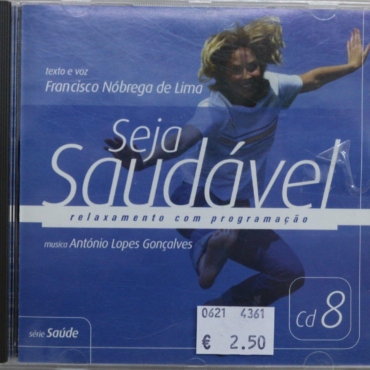 texto e voz
Francisco Nóbrega de Lima
Seja
Saudável
relaxamento com programação
musica António Lopes Gonçalves
0621 4361
€ 2.50
cd 8
série Saúde